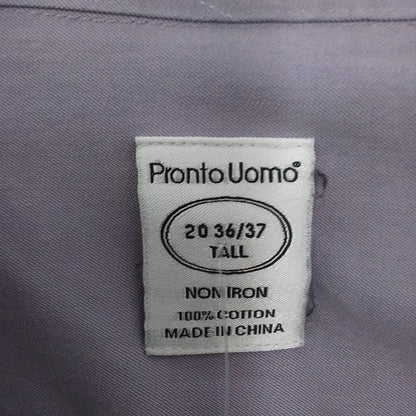 Pronto Uomo®
20 36/37
TALL
NON IRON
100% COTTON
MADE IN CHINA